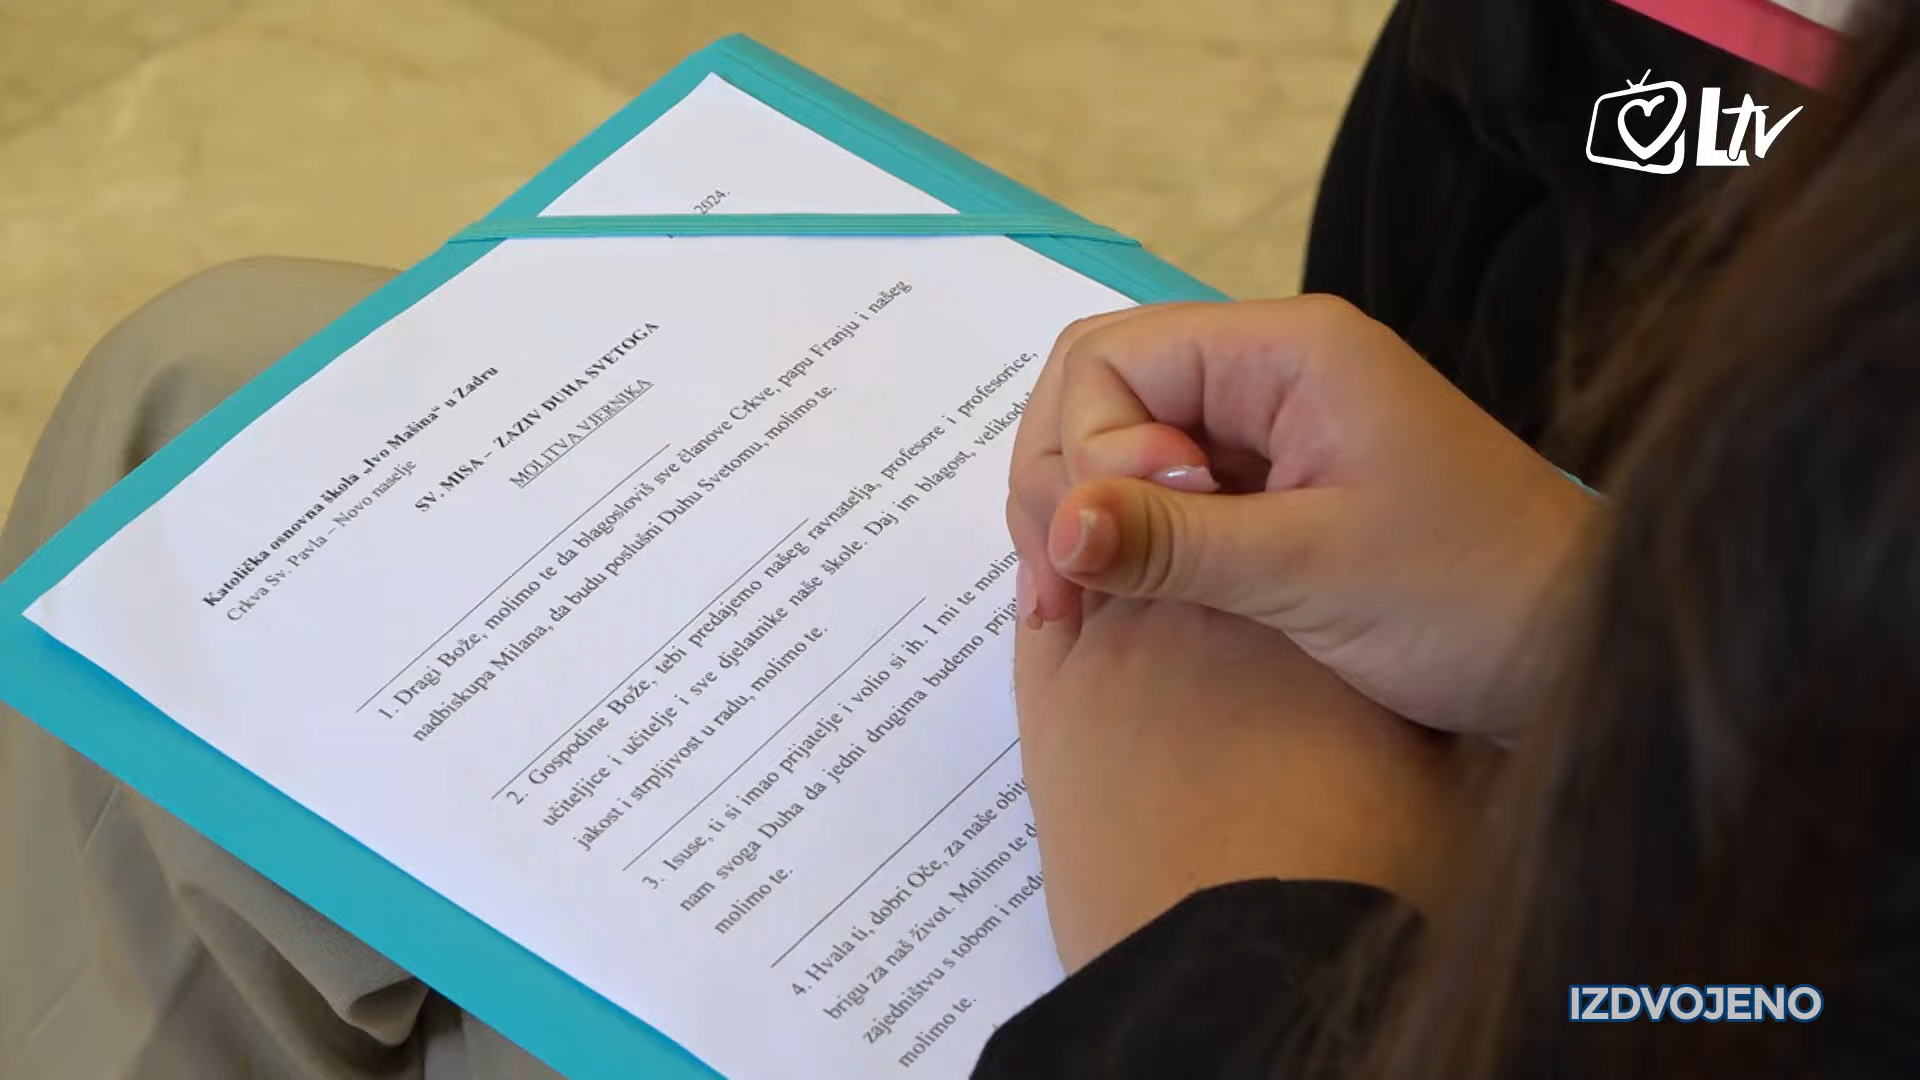 LTV
2024.
Katolička osnovna škola „Ivo Mašina“ u Zadru
Crkva Sv. Pavla – Novo naselje
SV. MISA – ZAZIV DUHA SVETOGA
MOLITVA VJERNIKA
1. Dragi Bože, molimo te da blagosloviš sve članove Crkve, papu Franju i našeg
nadbiskupa Milana, da budu poslušni Duhu Svetomu, molimo te.
2. Gospodine Bože, tebi predajemo našeg ravnatelja, profesore i profesorice,
učiteljice i učitelje i sve djelatnike naše škole. Daj im blagost,
jakost i strpljivost u radu, molimo te.
3. Isuse, ti si imao prijatelje i volio si ih. I mi te
nam svoga Duha da jedni drugima budemo
molimo te.
4. Hvala ti, dobri Oče, za naše
brigu za naš život. Molimo te
zajedništvu s tobom i
molimo te.
IZDVOJENO